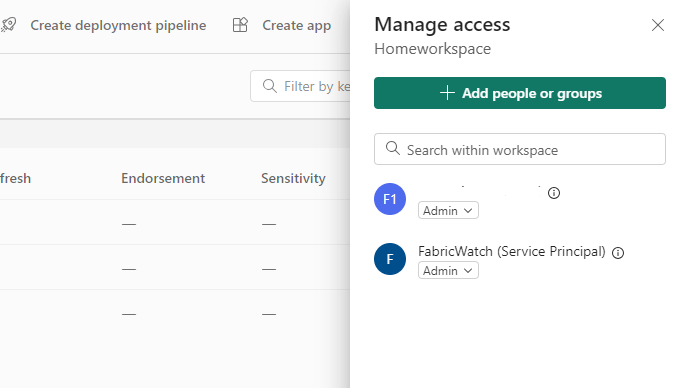 Create deployment pipeline
Create app
Filter by ke
fresh
Endorsement
Sensitivity
—
—
—
—
—
—
Manage access
Homeworkspace
Add people or groups
Search within workspace
F1
Admin
F
FabricWatch (Service Principal)
Admin